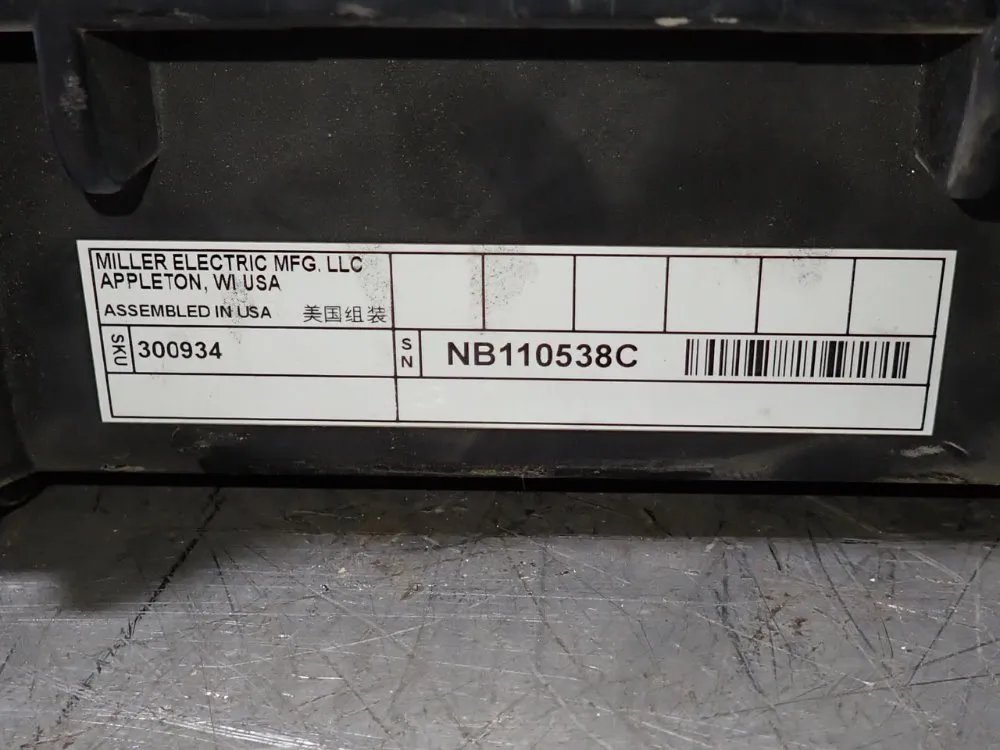 MILLER ELECTRIC MFG. LLC
APPLETON, WI USA
ASSEMBLED IN USA 美国组装
SKU 300934 SN NB110538C